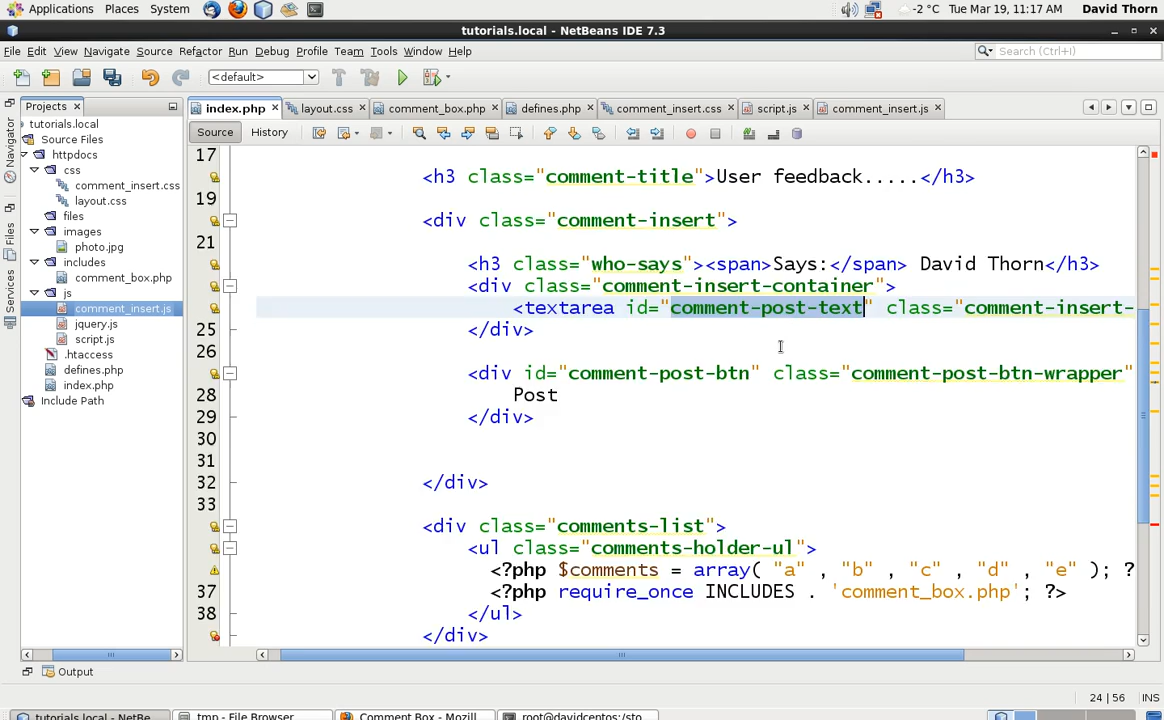 Applications Places System -2 °C Tue Mar 19, 11:17 AM David Thorn
tutorials.local - NetBeans IDE 7.3
File Edit View Navigate Source Refactor Run Debug Profile Team Tools Window Help Search (Ctrl+I)
<default>
Projects index.php layout.css comment_box.php defines.php comment_insert.css script.js comment_insert.js
Source History
Navigator
Files
Services
tutorials.local
Source Files
httpdocs
css
comment_insert.css
layout.css
files
images
photo.jpg
includes
comment_box.php
js
comment_insert.js
jquery.js
script.js
.htaccess
defines.php
index.php
Include Path
17
<h3 class="comment-title">User feedback.....</h3>
19
<div class="comment-insert">
21
<h3 class="who-says"><span>Says:</span> David Thorn</h3>
<div class="comment-insert-container">
<textarea id="comment-post-text" class="comment-insert-
25 </div>
26
<div id="comment-post-btn" class="comment-post-btn-wrapper"
28 Post
29 </div>
30
31
32 </div>
33
<div class="comments-list">
<ul class="comments-holder-ul">
<?php $comments = array( "a" , "b" , "c" , "d" , "e" ); ?
37 <?php require_once INCLUDES . 'comment_box.php'; ?>
38 </ul>
</div>
Output
24 | 56 INS
tutorials.local - NetBe... tmp - File Browser Comment Box - Mozill... root@davidcentos:/sto...